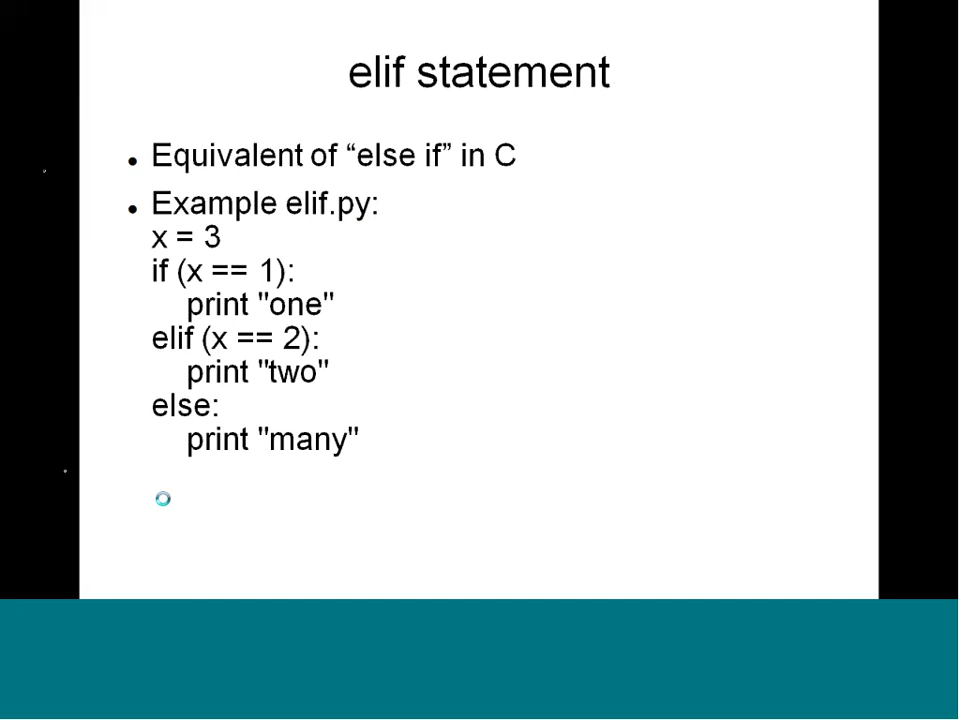 elif statement
• Equivalent of “else if” in C
• Example elif.py:
x = 3
if (x == 1):
    print "one"
elif (x == 2):
    print "two"
else:
    print "many"